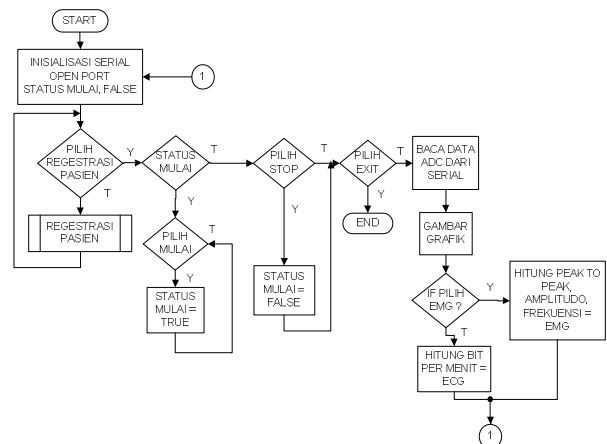 START
INISIALISASI SERIAL
OPEN PORT
STATUS MULAI, FALSE
1
PILIH
REGESTRASI
PASIEN
Y
T
STATUS
MULAI
T
Y
PILIH
STOP
T
Y
PILIH
EXIT
T
Y
BACA DATA
ADC DARI
SERIAL
REGESTRASI
PASIEN
PILIH
MULAI
T
Y
END
GAMBAR
GRAFIK
STATUS
MULAI =
TRUE
STATUS
MULAI =
FALSE
IF PILIH
EMG ?
Y
T
HITUNG PEAK TO
PEAK,
AMPLITUDO,
FREKUENSI =
EMG
HITUNG BIT
PER MENIT =
ECG
1